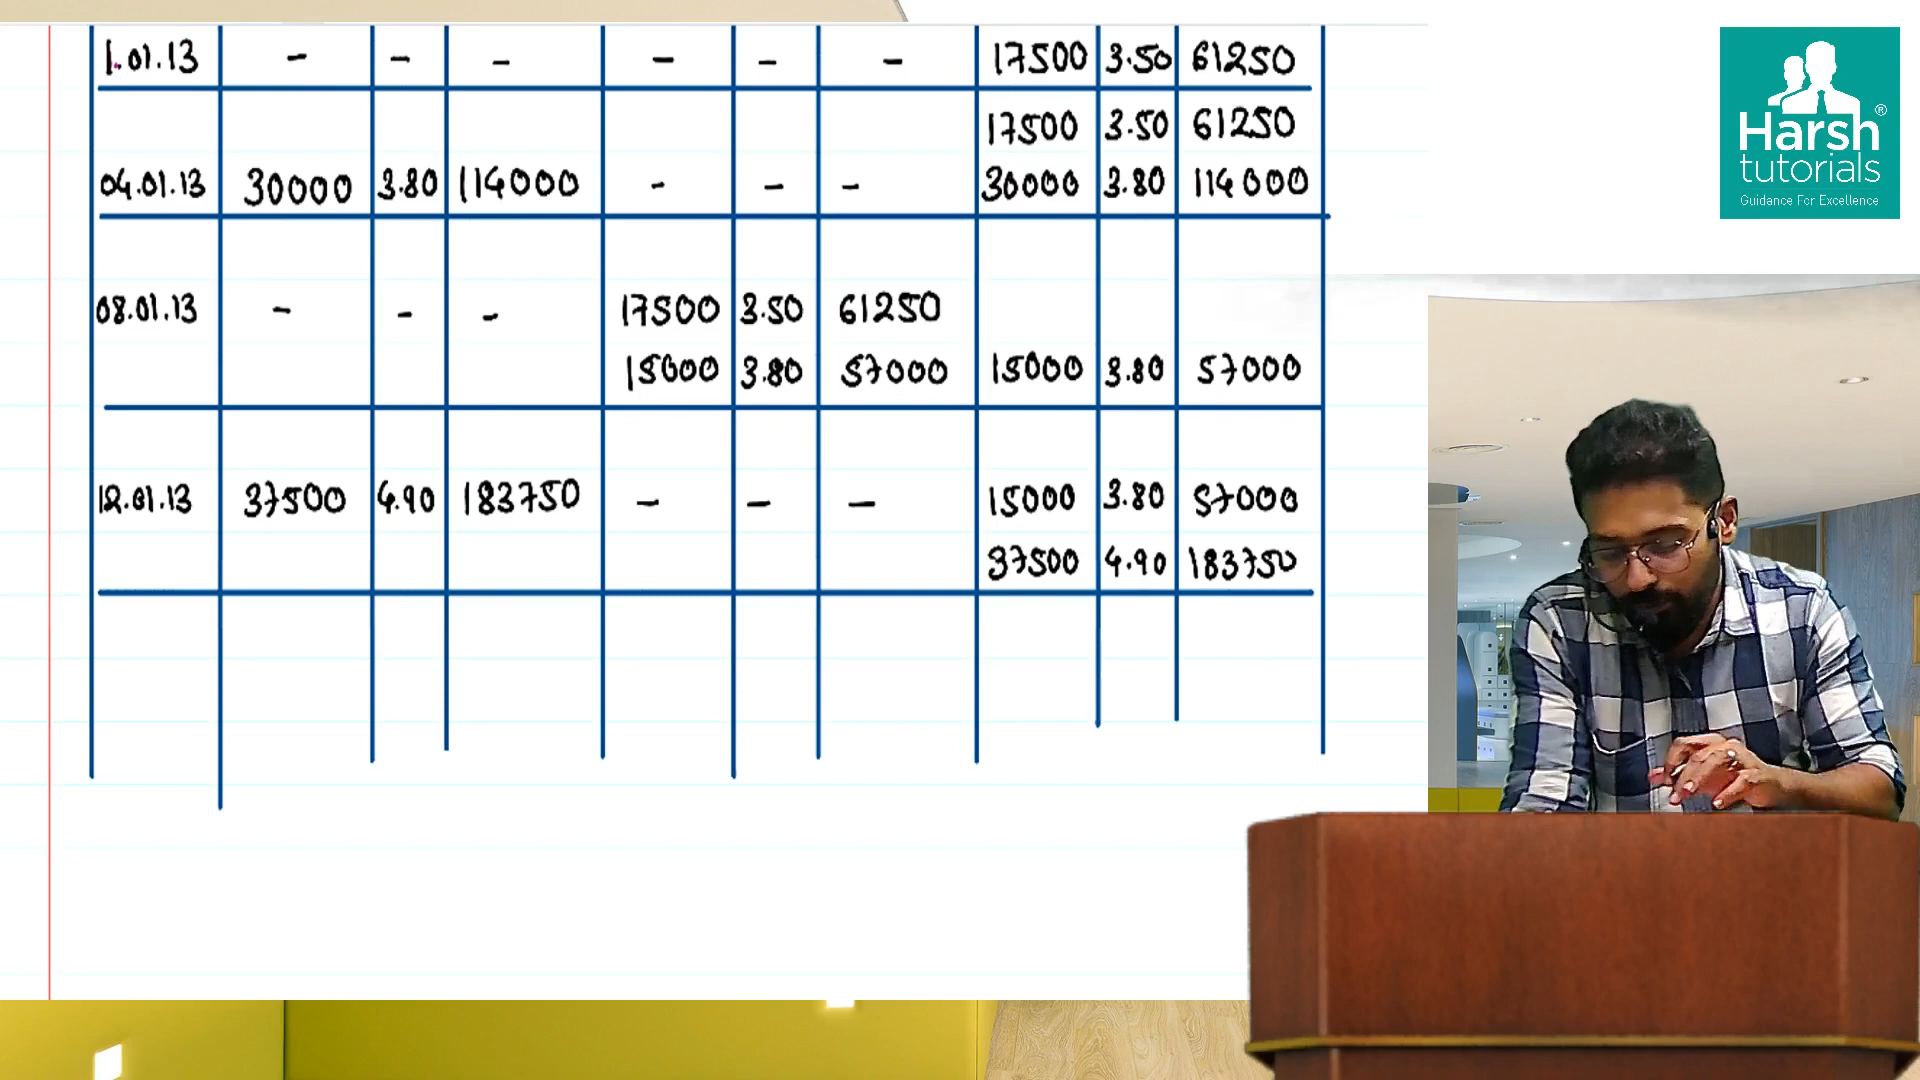 1.01.13 - - - - - - 17500 3.50 61250
17500 3.50 61250
04.01.13 30000 3.80 114000 - - - 30000 3.80 114000
08.01.13 - - - 17500 3.50 61250
15000 3.80 57000 15000 3.80 57000
12.01.13 37500 4.90 183750 - - - 15000 3.80 57000
37500 4.90 183750
Harsh®
tutorials
Guidance For Excellence